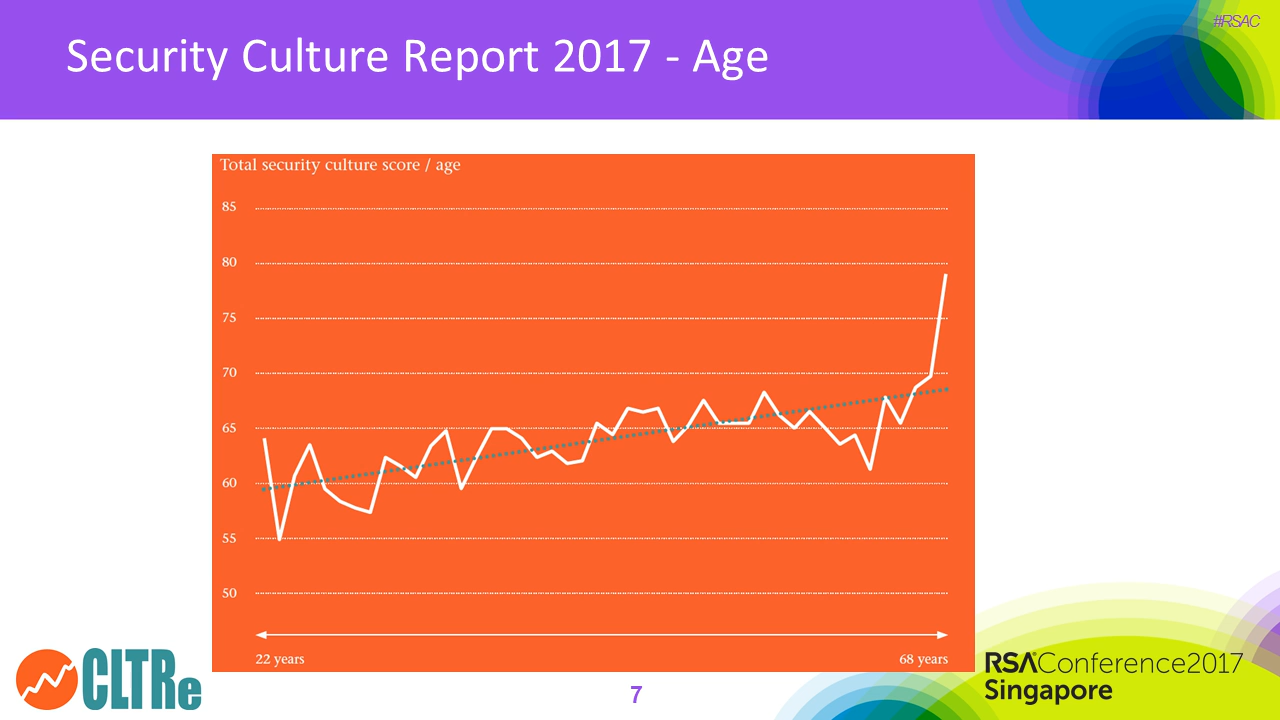 #RSAC
Security Culture Report 2017 - Age
Total security culture score / age
85
80
75
70
65
60
55
50
22 years
68 years
CLTRe
7
RSAConference2017
Singapore